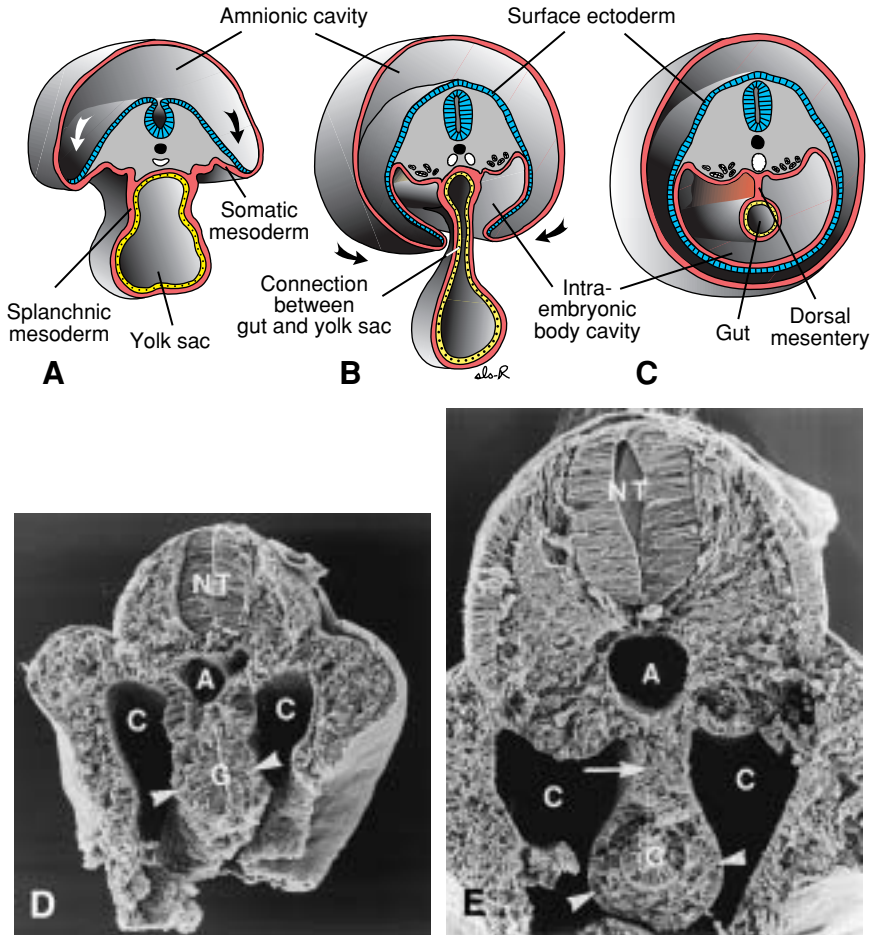 Amnionic cavity
Surface ectoderm
Somatic
mesoderm
Splanchnic
mesoderm
Yolk sac
Connection
between
gut and yolk sac
Intra-
embryonic
body cavity
Gut
Dorsal
mesentery
A
B
sls-R
C
NT
A
C
C
G
D
NT
A
C
C
G
E